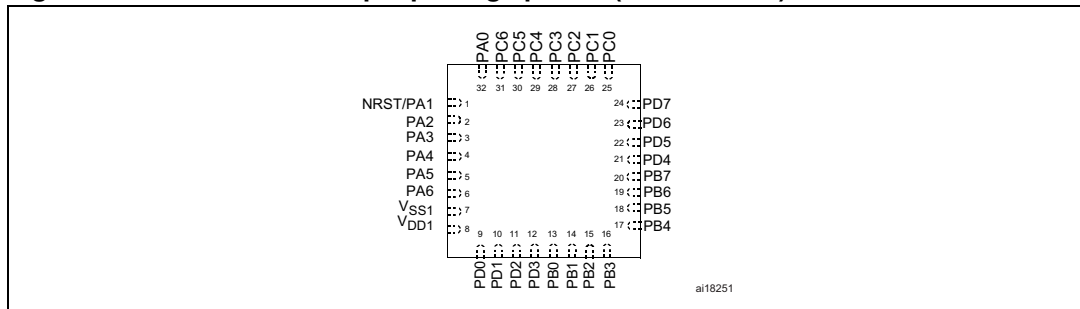 PA0 PC6 PC5 PC4 PC3 PC2 PC1 PC0
32 31 30 29 28 27 26 25
NRST/PA1 1 24 PD7
PA2 2 23 PD6
PA3 3 22 PD5
PA4 4 21 PD4
PA5 5 20 PB7
PA6 6 19 PB6
VSS1 7 18 PB5
VDD1 8 17 PB4
9 10 11 12 13 14 15 16
PD0 PD1 PD2 PD3 PB0 PB1 PB2 PB3
ai18251